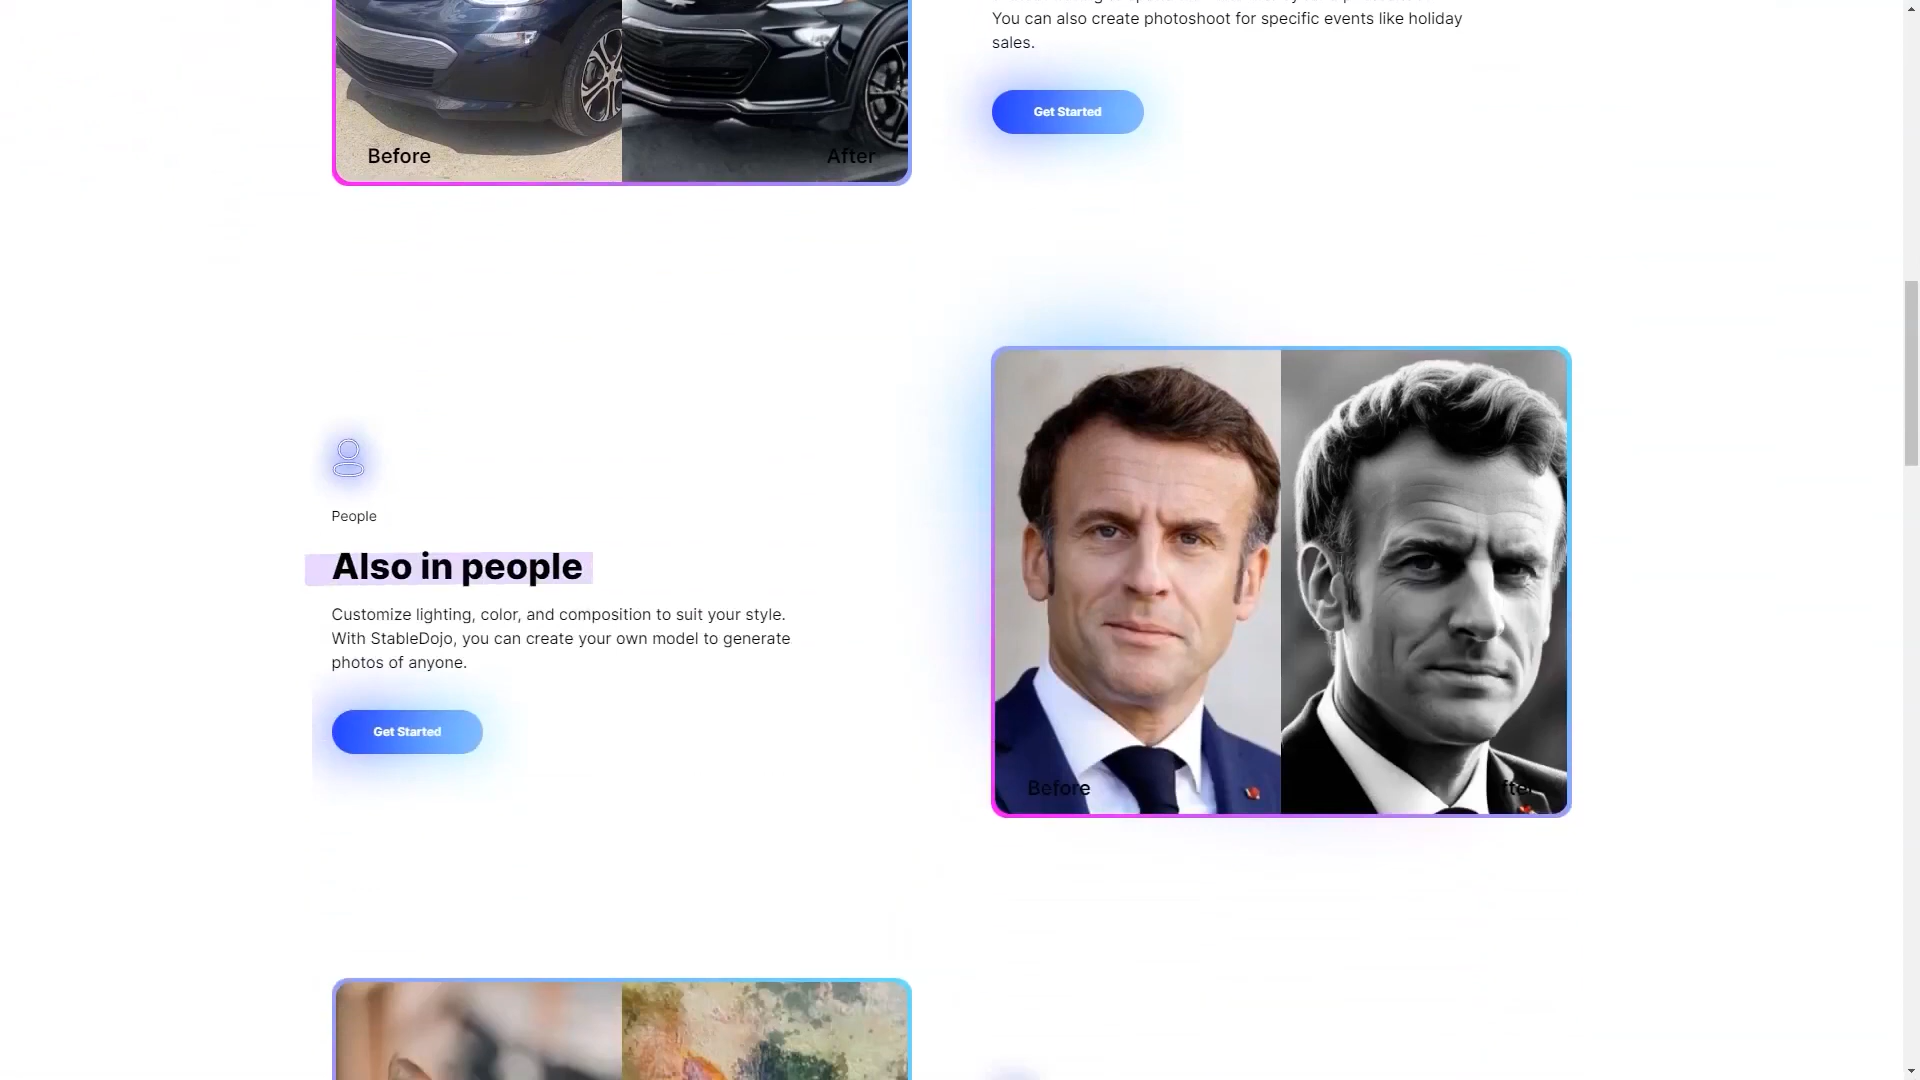 You can also create photoshoot for specific events like holiday
sales.
Get Started
Before
After
People
Also in people
Customize lighting, color, and composition to suit your style.
With StableDojo, you can create your own model to generate
photos of anyone.
Get Started
Before